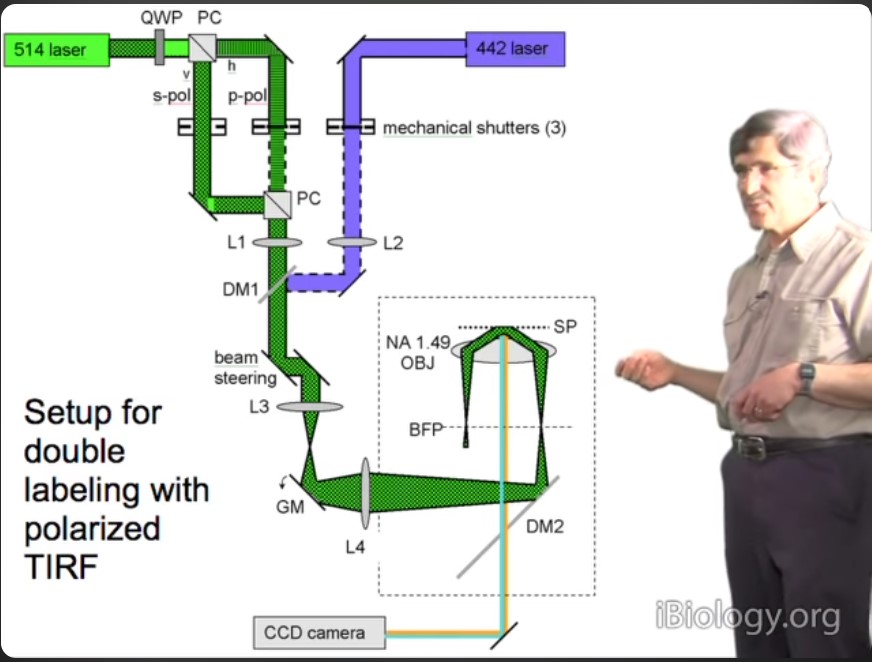 QWP
PC
514 laser
442 laser
v
h
s-pol
p-pol
mechanical shutters (3)
PC
L1
L2
DM1
SP
NA 1.49
OBJ
beam
steering
L3
BFP
Setup for
double
labeling with
polarized
TIRF
GM
DM2
L4
iBiology.org
CCD camera